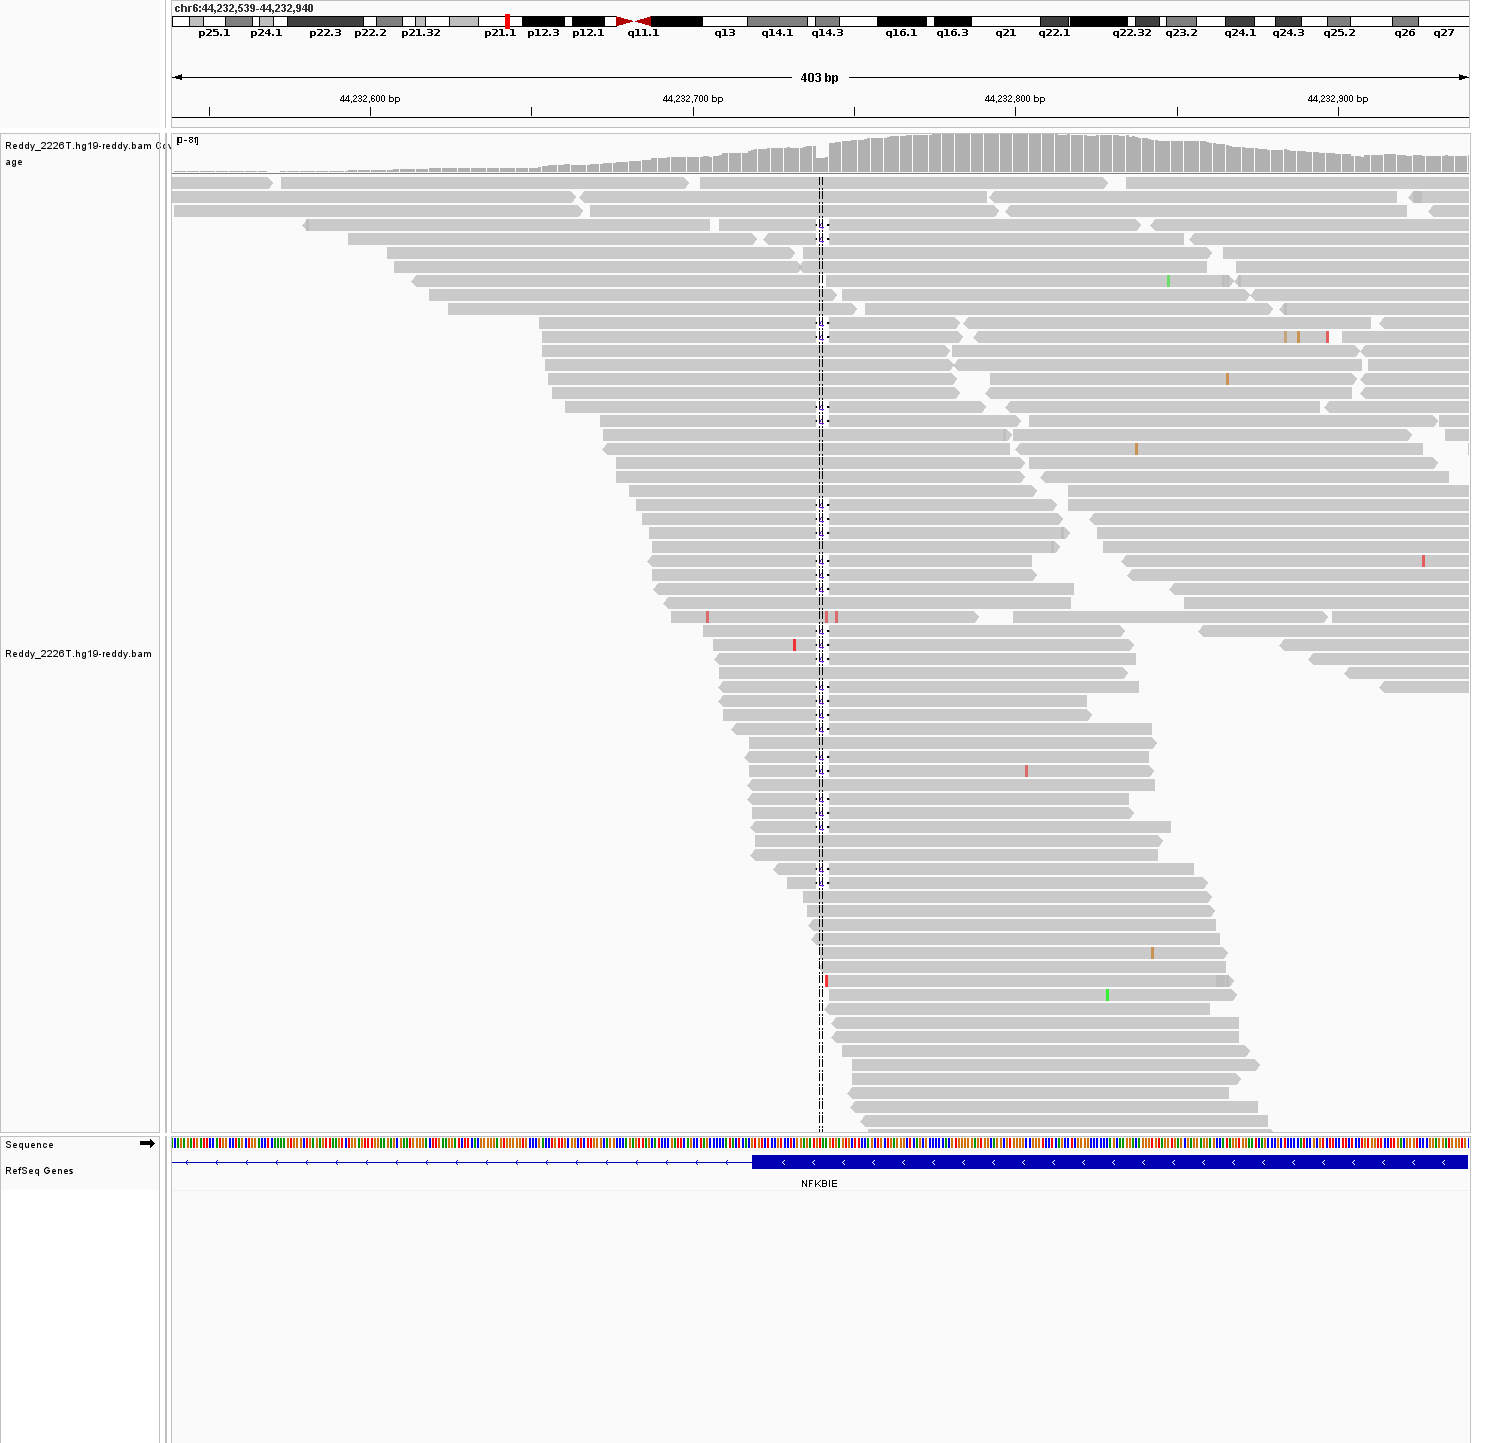 chr6:44,232,539-44,232,940
p25.1 p24.1 p22.3 p22.2 p21.32 p21.1 p12.3 p12.1 q11.1 q13 q14.1 q14.3 q16.1 q16.3 q21 q22.1 q22.32 q23.2 q24.1 q24.3 q25.2 q26 q27
403 bp
44,232,600 bp 44,232,700 bp 44,232,800 bp 44,232,900 bp
Reddy_2226T.hg19-reddy.bam Cov
age
[0-81]
Reddy_2226T.hg19-reddy.bam
Sequence
RefSeq Genes
NFKBIE